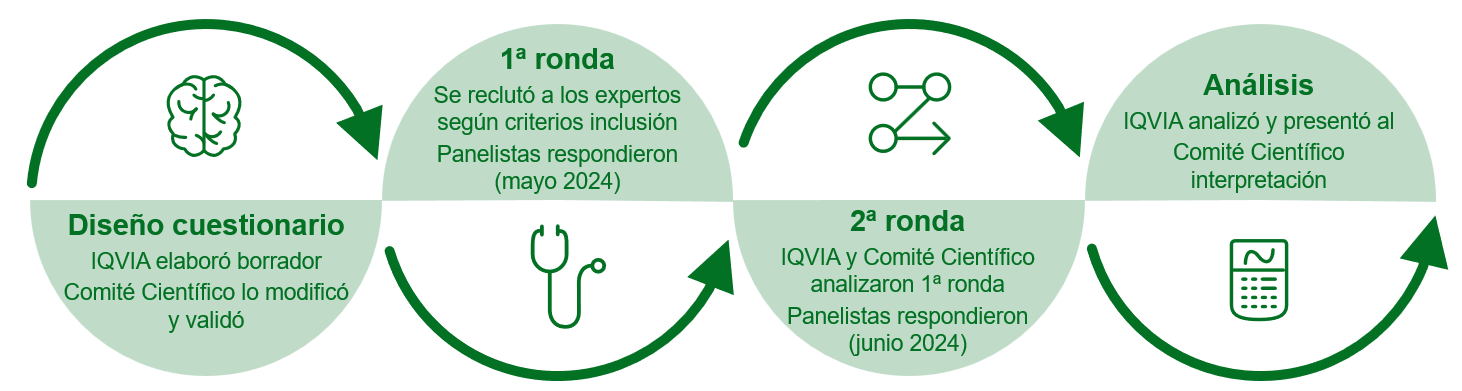 Diseño cuestionario
IQVIA elaboró borrador
Comité Científico lo modificó
y validó
1ª ronda
Se reclutó a los expertos
según criterios inclusión
Panelistas respondieron
(mayo 2024)
2ª ronda
IQVIA y Comité Científico
analizaron 1ª ronda
Panelistas respondieron
(junio 2024)
Análisis
IQVIA analizó y presentó al
Comité Científico
interpretación